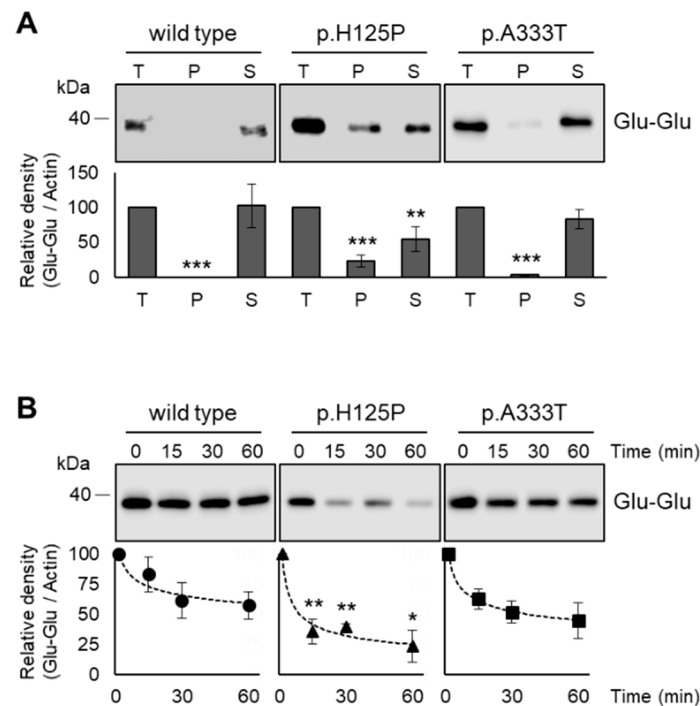 A
wild type p.H125P p.A333T
T P S T P S T P S
kDa
40 Glu-Glu
Relative density
(Glu-Glu / Actin)
150
100
50
0
*** *** ** ***
T P S T P S T P S
B
wild type p.H125P p.A333T
0 15 30 60 0 15 30 60 0 15 30 60 Time (min)
kDa
40 Glu-Glu
Relative density
(Glu-Glu / Actin)
100
75
50
25
0
** ** *
0 30 60 0 30 60 0 30 60 Time (min)